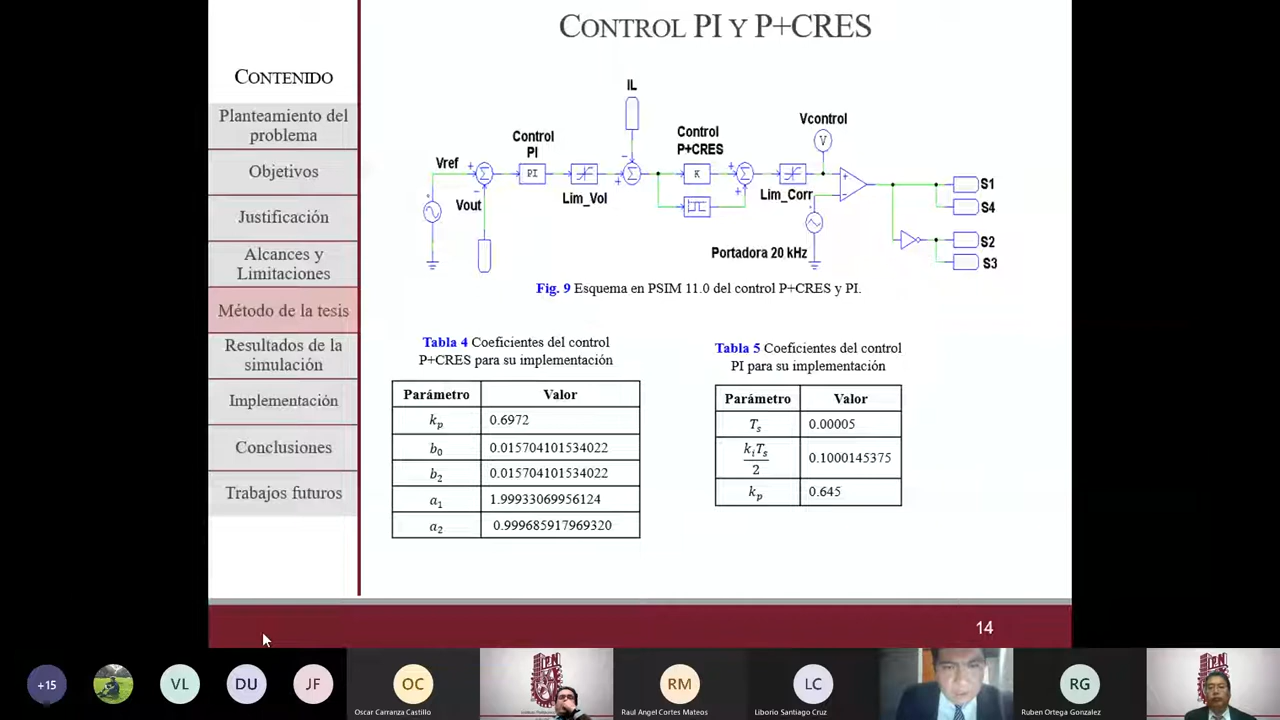 CONTROL PI Y P+CRES
CONTENIDO
Planteamiento del
problema
Objetivos
Justificación
Alcances y
Limitaciones
Método de la tesis
Resultados de la
simulación
Implementación
Conclusiones
Trabajos futuros
IL
Vcontrol
Control
PI
Control
P+CRES
V
Vref
+
Σ
PI
−
+
Σ
K
+
Σ
+
+
−
S1
Vout
−
Lim_Vol
Lim_Corr
S4
S2
Portadora 20 kHz
S3
Fig. 9 Esquema en PSIM 11.0 del control P+CRES y PI.
Tabla 4 Coeficientes del control
P+CRES para su implementación
Parámetro Valor
kp 0.6972
b0 0.015704101534022
b2 0.015704101534022
a1 1.99933069956124
a2 0.999685917969320
Tabla 5 Coeficientes del control
PI para su implementación
Parámetro Valor
Ts 0.00005
kiTs/2 0.1000145375
kp 0.645
14
+15
VL
DU
JF
OC
Oscar Carranza Castillo
RM
Raul Angel Cortes Mateos
LC
Liborio Santiago Cruz
RG
Ruben Ortega Gonzalez